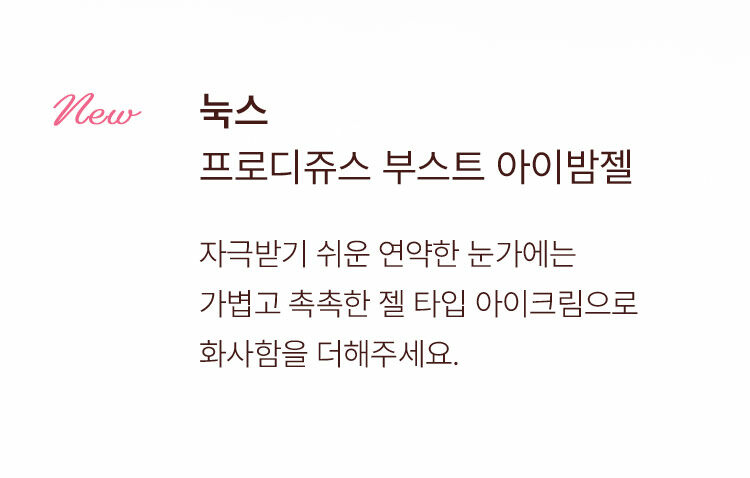 New
눅스
프로디쥬스 부스트 아이밤젤
자극받기 쉬운 연약한 눈가에는
가볍고 촉촉한 젤 타입 아이크림으로
화사함을 더해주세요.